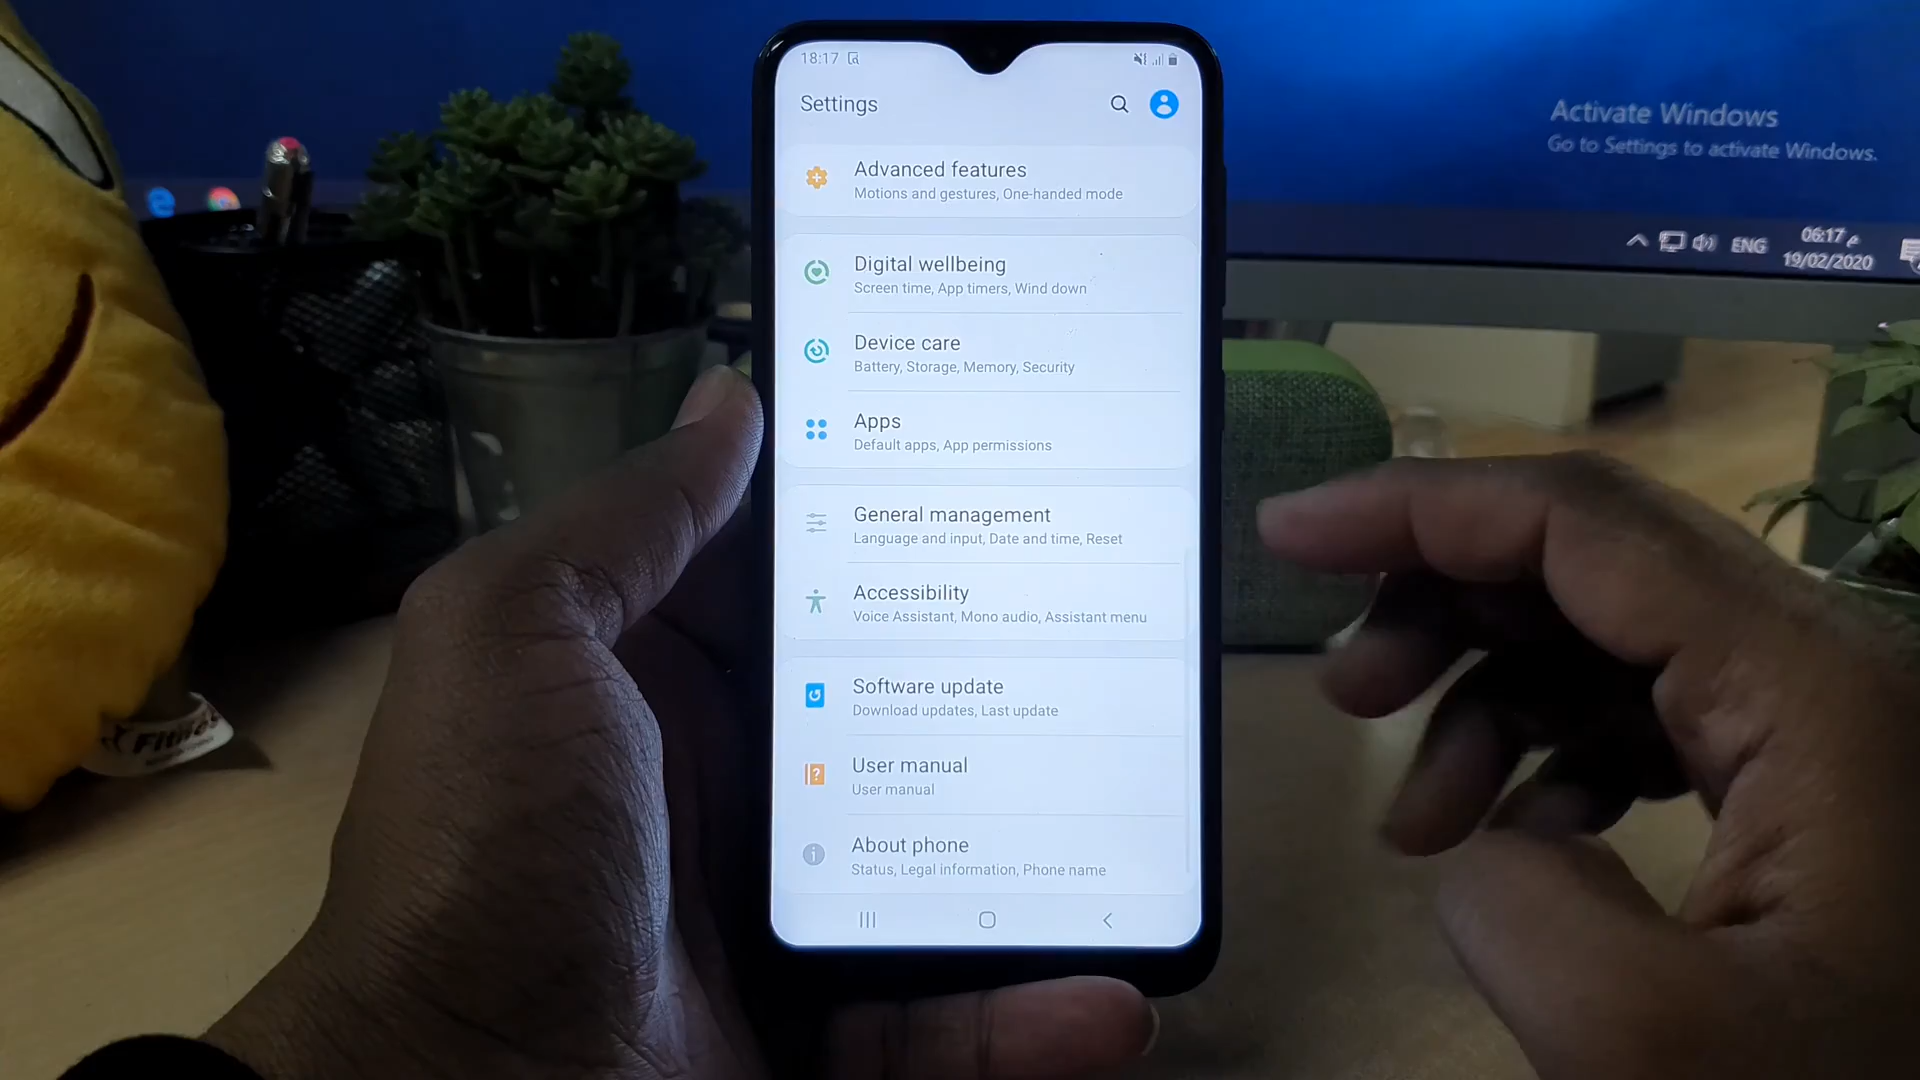 18:17
Settings
Advanced features
Motions and gestures, One-handed mode
Digital wellbeing
Screen time, App timers, Wind down
Device care
Battery, Storage, Memory, Security
Apps
Default apps, App permissions
General management
Language and input, Date and time, Reset
Accessibility
Voice Assistant, Mono audio, Assistant menu
Software update
Download updates, Last update
User manual
User manual
About phone
Status, Legal information, Phone name
Activate Windows
Go to Settings to activate Windows.
ENG
06:17 م
19/02/2020